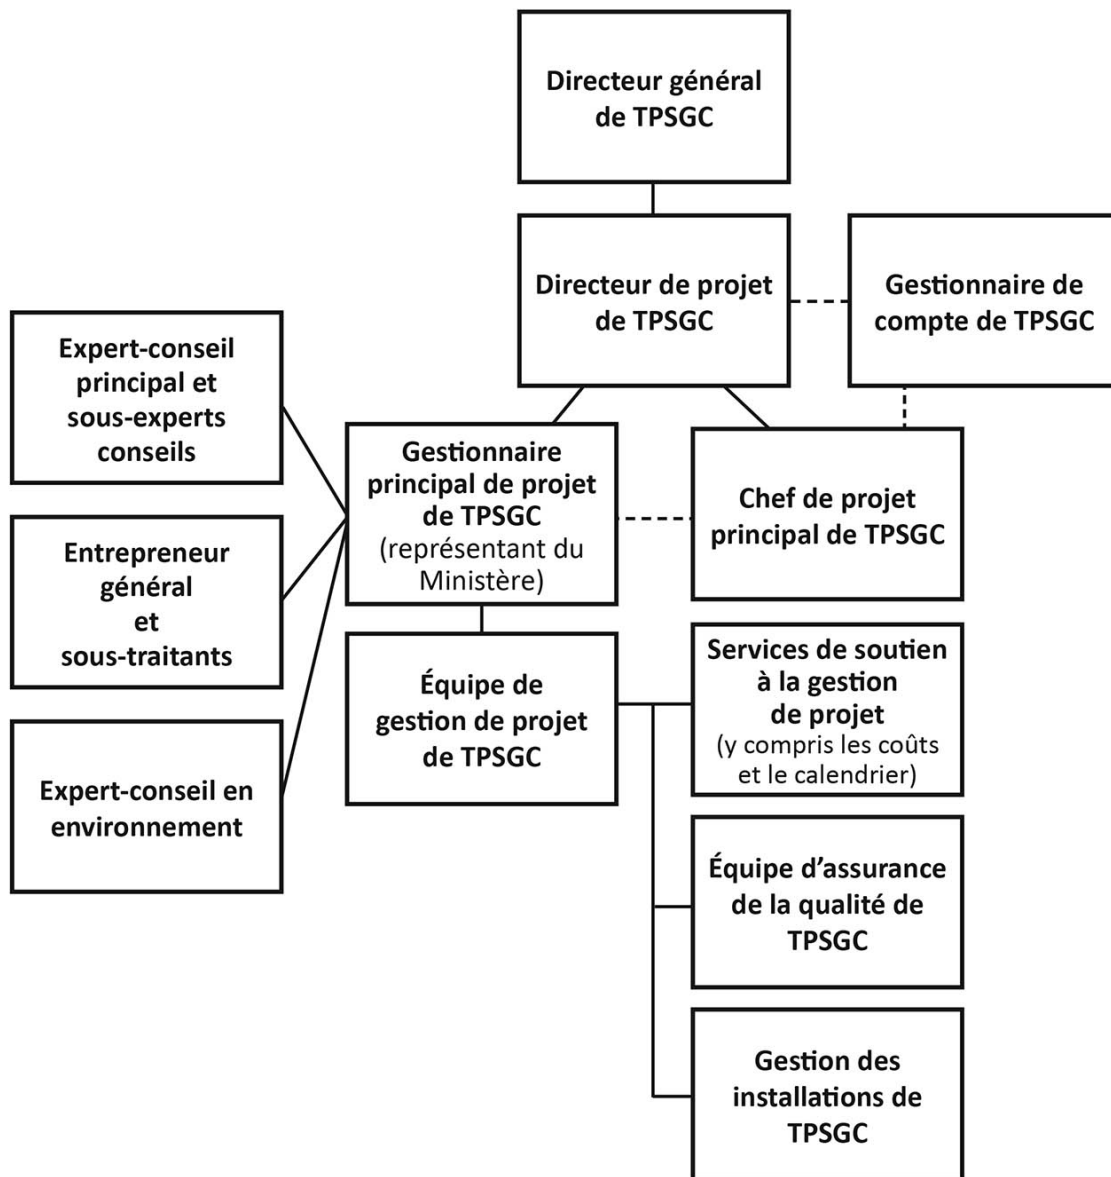 Directeur général
de TPSGC
Directeur de projet
de TPSGC
Gestionnaire de
compte de TPSGC
Expert-conseil
principal et
sous-experts
conseils
Gestionnaire
principal de projet
de TPSGC
(représentant du
Ministère)
Chef de projet
principal de TPSGC
Entrepreneur
général
et
sous-traitants
Équipe de
gestion de projet
de TPSGC
Services de soutien
à la gestion
de projet
(y compris les coûts
et le calendrier)
Expert-conseil en
environnement
Équipe d’assurance
de la qualité de
TPSGC
Gestion des
installations de
TPSGC